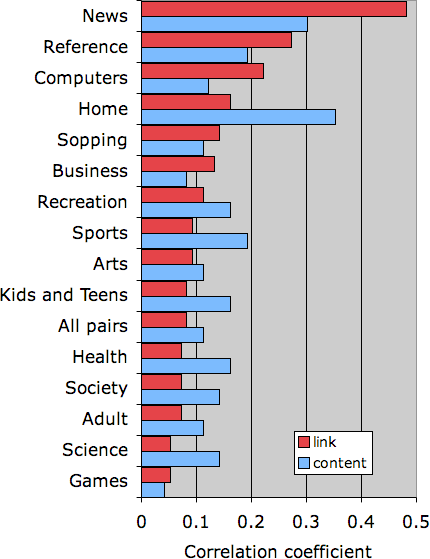 News
Reference
Computers
Home
Sopping
Business
Recreation
Sports
Arts
Kids and Teens
All pairs
Health
Society
Adult
Science
Games
link
content
0 0.1 0.2 0.3 0.4 0.5
Correlation coefficient